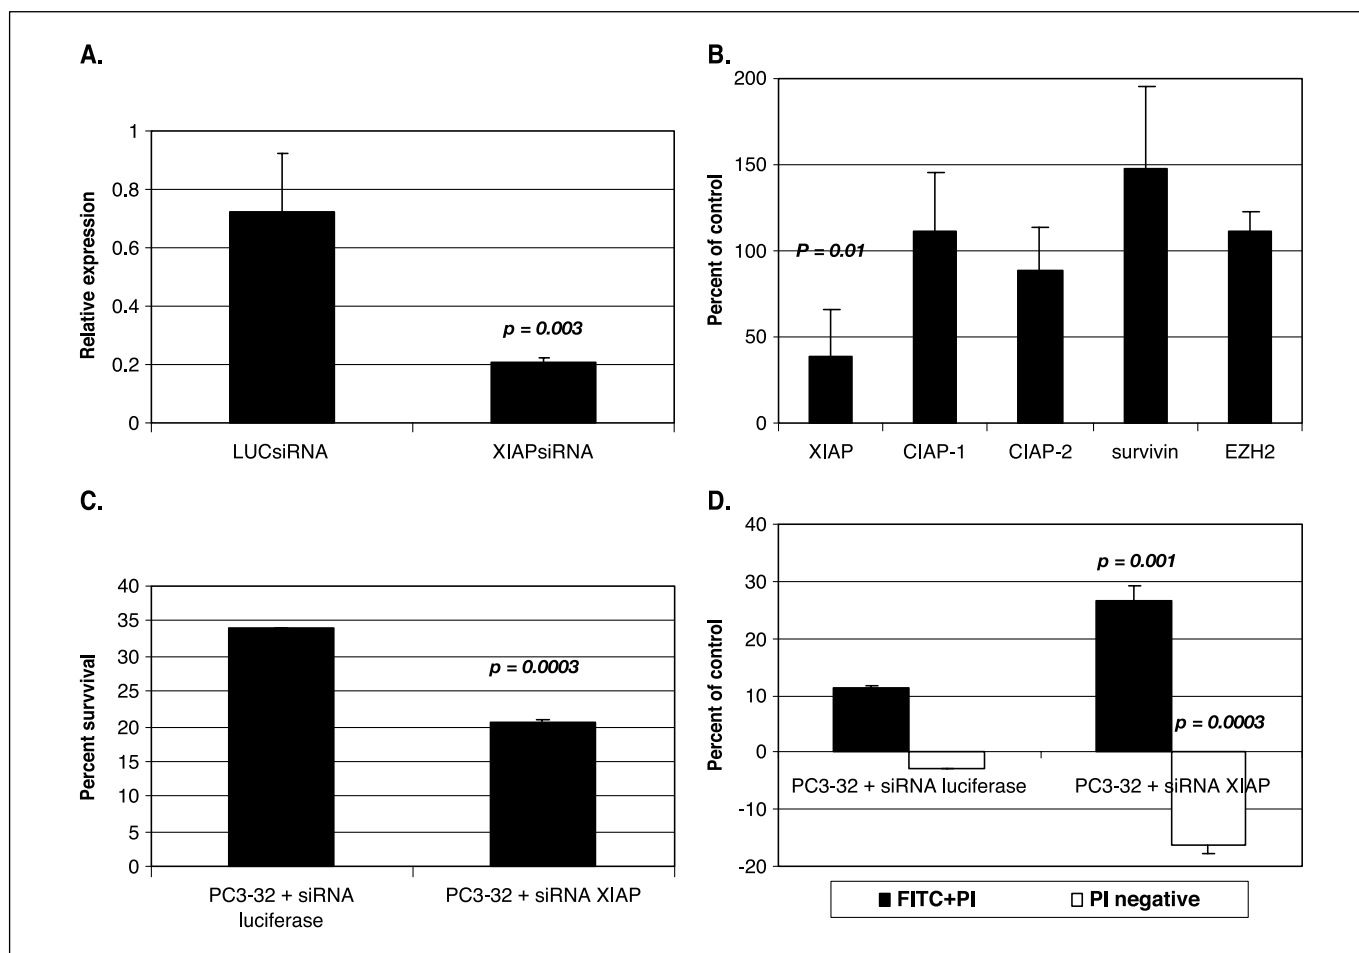 A.
Relative expression
1
0.8
0.6
0.4
0.2
0
p = 0.003
LUCsiRNA
XIAPsiRNA
B.
Percent of control
200
150
100
50
0
P = 0.01
XIAP
CIAP-1
CIAP-2
survivin
EZH2
C.
Percent survival
40
35
30
25
20
15
10
5
0
p = 0.0003
PC3-32 + siRNA
luciferase
PC3-32 + siRNA XIAP
D.
Percent of control
40
30
20
10
0
-10
-20
p = 0.001
p = 0.0003
PC3-32 + siRNA luciferase
PC3-32 + siRNA XIAP
FITC+PI
PI negative